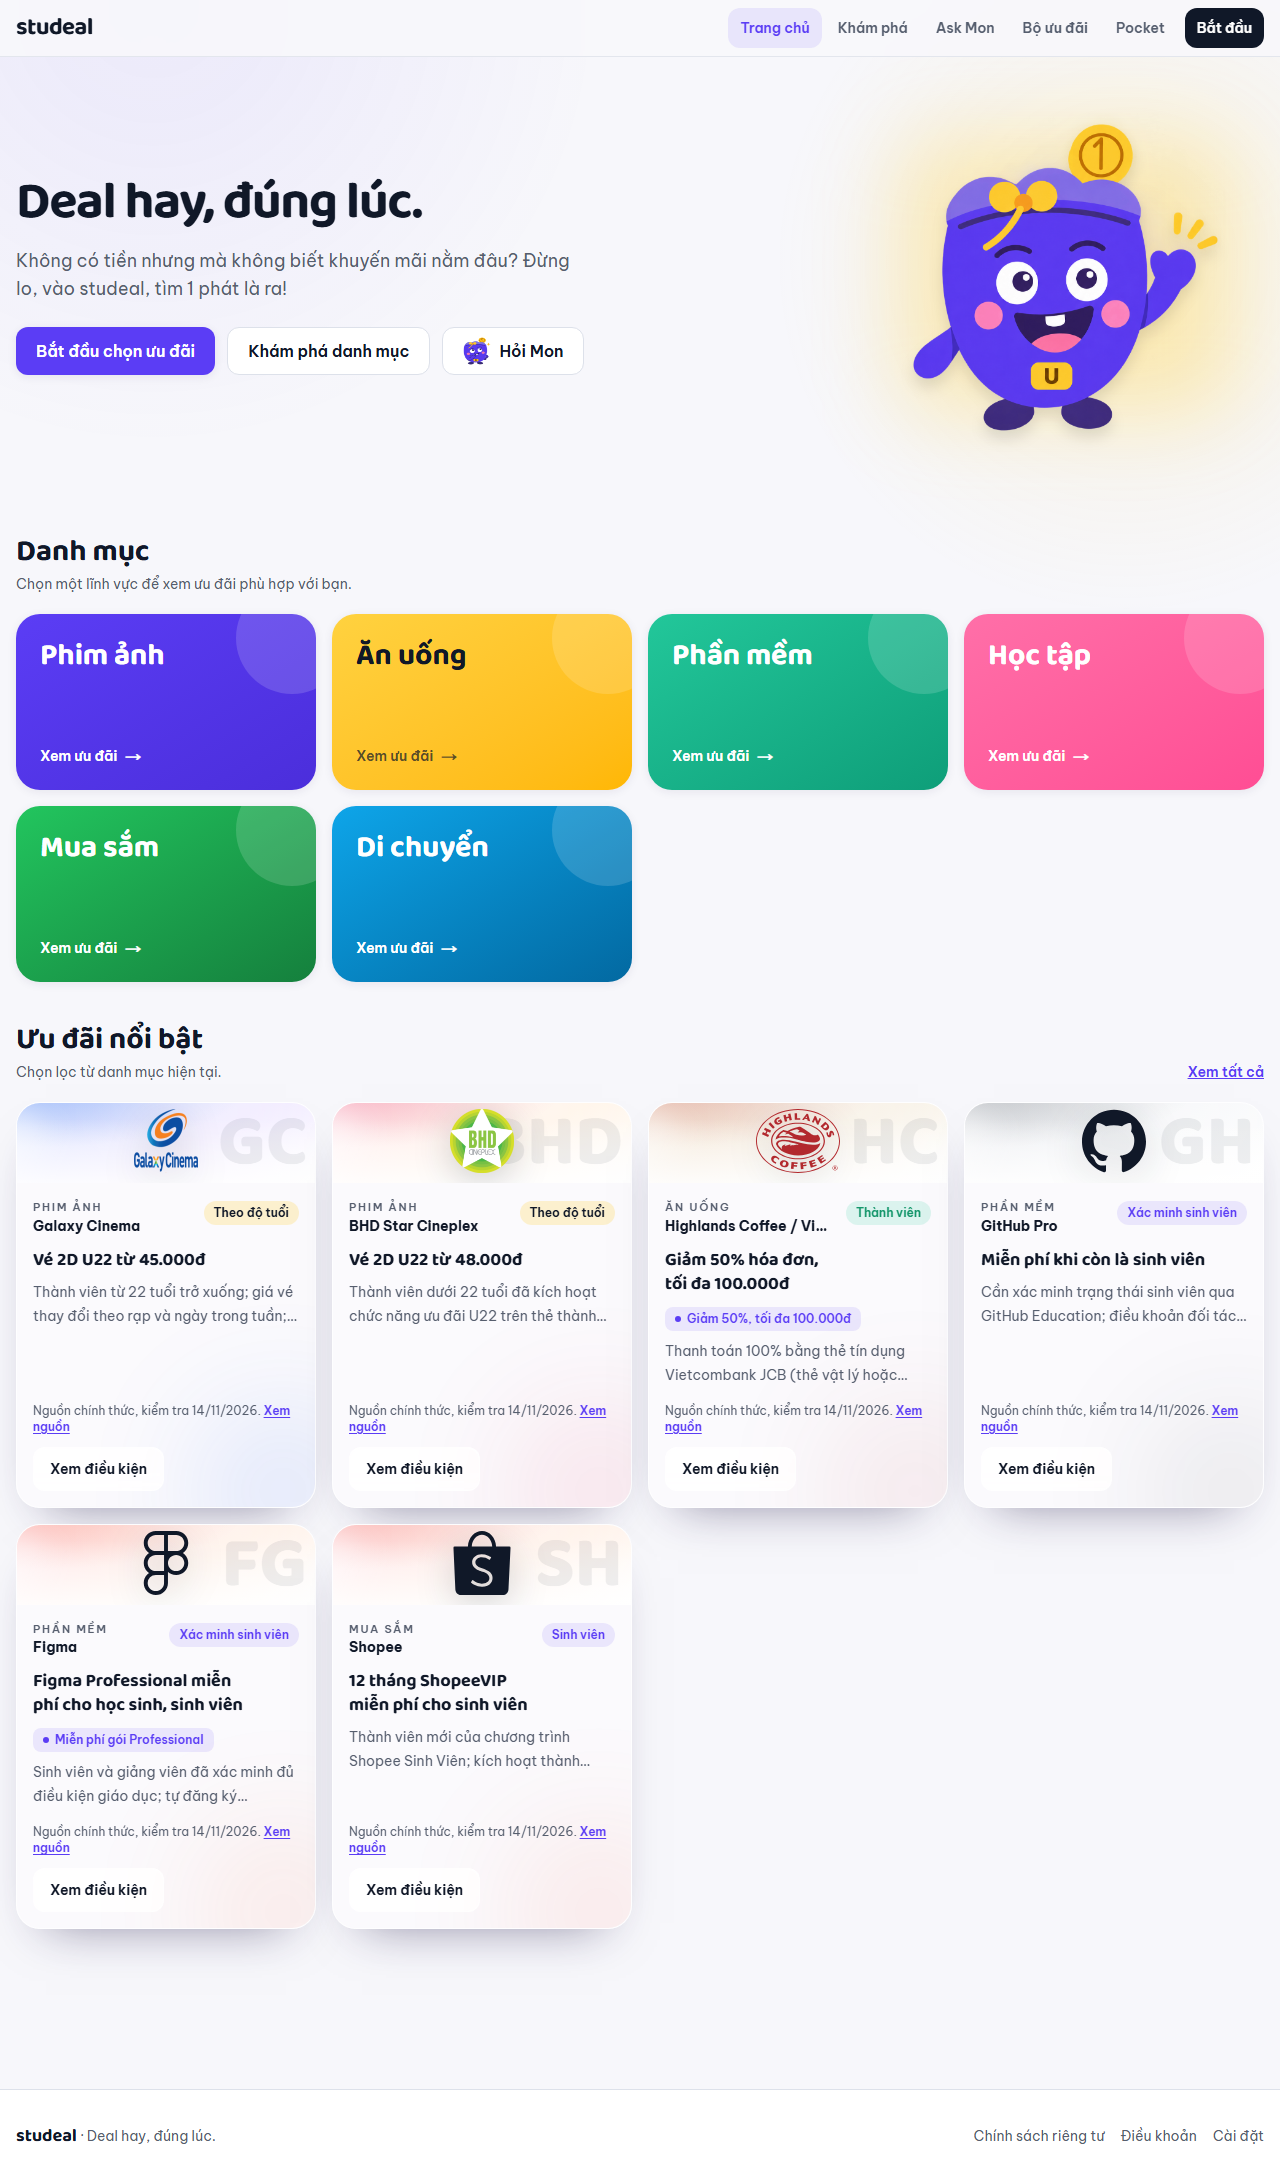 studeal
Trang chủ
Khám phá
Ask Mon
Bộ ưu đãi
Pocket
Bắt đầu
Deal hay, đúng lúc.
Không có tiền nhưng mà không biết khuyến mãi nằm đâu? Đừng
lo, vào studeal, tìm 1 phát là ra!
Bắt đầu chọn ưu đãi
Khám phá danh mục
Hỏi Mon
1
U
Danh mục
Chọn một lĩnh vực để xem ưu đãi phù hợp với bạn.
Phim ảnh
Xem ưu đãi →
Ăn uống
Xem ưu đãi →
Phần mềm
Xem ưu đãi →
Học tập
Xem ưu đãi →
Mua sắm
Xem ưu đãi →
Di chuyển
Xem ưu đãi →
Ưu đãi nổi bật
Chọn lọc từ danh mục hiện tại.
Xem tất cả
Galaxy Cinema
GC
PHIM ẢNH
Galaxy Cinema
Theo độ tuổi
Vé 2D U22 từ 45.000đ
Thành viên từ 22 tuổi trở xuống; giá vé
thay đổi theo rạp và ngày trong tuần;...
Nguồn chính thức, kiểm tra 14/11/2026. Xem
nguồn
Xem điều kiện
BHD
CINEPLEX
BHD
PHIM ẢNH
BHD Star Cineplex
Theo độ tuổi
Vé 2D U22 từ 48.000đ
Thành viên dưới 22 tuổi đã kích hoạt
chức năng ưu đãi U22 trên thẻ thành...
Nguồn chính thức, kiểm tra 14/11/2026. Xem
nguồn
Xem điều kiện
HIGHLANDS
COFFEE
®
HC
ĂN UỐNG
Highlands Coffee / Vi...
Thành viên
Giảm 50% hóa đơn,
tối đa 100.000đ
Giảm 50%, tối đa 100.000đ
Thanh toán 100% bằng thẻ tín dụng
Vietcombank JCB (thẻ vật lý hoặc...
Nguồn chính thức, kiểm tra 14/11/2026. Xem
nguồn
Xem điều kiện
GH
PHẦN MỀM
GitHub Pro
Xác minh sinh viên
Miễn phí khi còn là sinh viên
Cần xác minh trạng thái sinh viên qua
GitHub Education; điều khoản đối tác...
Nguồn chính thức, kiểm tra 14/11/2026. Xem
nguồn
Xem điều kiện
FG
PHẦN MỀM
Figma
Xác minh sinh viên
Figma Professional miễn
phí cho học sinh, sinh viên
Miễn phí gói Professional
Sinh viên và giảng viên đã xác minh đủ
điều kiện giáo dục; tự đăng ký...
Nguồn chính thức, kiểm tra 14/11/2026. Xem
nguồn
Xem điều kiện
S
SH
MUA SẮM
Shopee
Sinh viên
12 tháng ShopeeVIP
miễn phí cho sinh viên
Thành viên mới của chương trình
Shopee Sinh Viên; kích hoạt thành...
Nguồn chính thức, kiểm tra 14/11/2026. Xem
nguồn
Xem điều kiện
studeal · Deal hay, đúng lúc.
Chính sách riêng tư
Điều khoản
Cài đặt